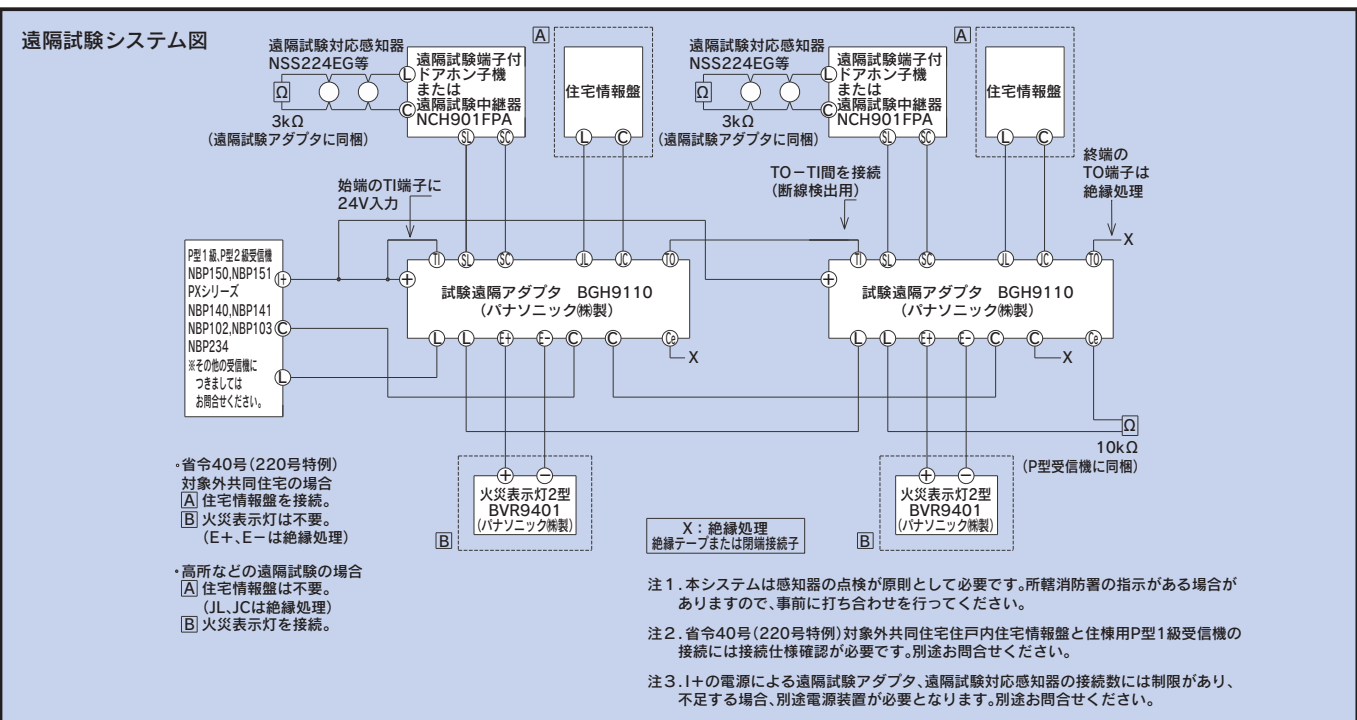 遠隔試験システム図
遠隔試験対応感知器
NSS224EG等
Ω
3kΩ
(遠隔試験アダプタに同梱)
L
C
遠隔試験端子付
ドアホン子機
または
遠隔試験中継器
NCH901FPA
SL SC
A
住宅情報盤
L C
遠隔試験対応感知器
NSS224EG等
Ω
3kΩ
(遠隔試験アダプタに同梱)
L
C
遠隔試験端子付
ドアホン子機
または
遠隔試験中継器
NCH901FPA
SL SC
A
住宅情報盤
L C
始端のTI端子に
24V入力
TO−TI間を接続
(断線検出用)
終端の
TO端子は
絶縁処理
X
P型1級、P型2級受信機
NBP150,NBP151
PXシリーズ
NBP140,NBP141
NBP102,NBP103
NBP234
※その他の受信機に
つきましては
お問合せください。
I+
C
L
TI SL SC JL JC TO
+
試験遠隔アダプタ BGH9110
(パナソニック㈱製)
L L E+ E− C C Ce
X
TI SL SC JL JC TO
+
試験遠隔アダプタ BGH9110
(パナソニック㈱製)
L L E+ E− C C Ce
X
Ω
10kΩ
(P型受信機に同梱)
+ −
火災表示灯2型
BVR9401
(パナソニック㈱製)
B
+ −
火災表示灯2型
BVR9401
(パナソニック㈱製)
B
X：絶縁処理
絶縁テープまたは閉端接続子
・省令40号(220号特例)
対象外共同住宅の場合
A 住宅情報盤を接続。
B 火災表示灯は不要。
(E+、E−は絶縁処理)
・高所などの遠隔試験の場合
A 住宅情報盤は不要。
(JL、JCは絶縁処理)
B 火災表示灯を接続。
注1.本システムは感知器の点検が原則として必要です。所轄消防署の指示がある場合が
ありますので、事前に打ち合わせを行ってください。
注2.省令40号(220号特例)対象外共同住宅住戸内住宅情報盤と住棟用P型1級受信機の
接続には接続仕様確認が必要です。別途お問合せください。
注3.I+の電源による遠隔試験アダプタ、遠隔試験対応感知器の接続数には制限があり、
不足する場合、別途電源装置が必要となります。別途お問合せください。